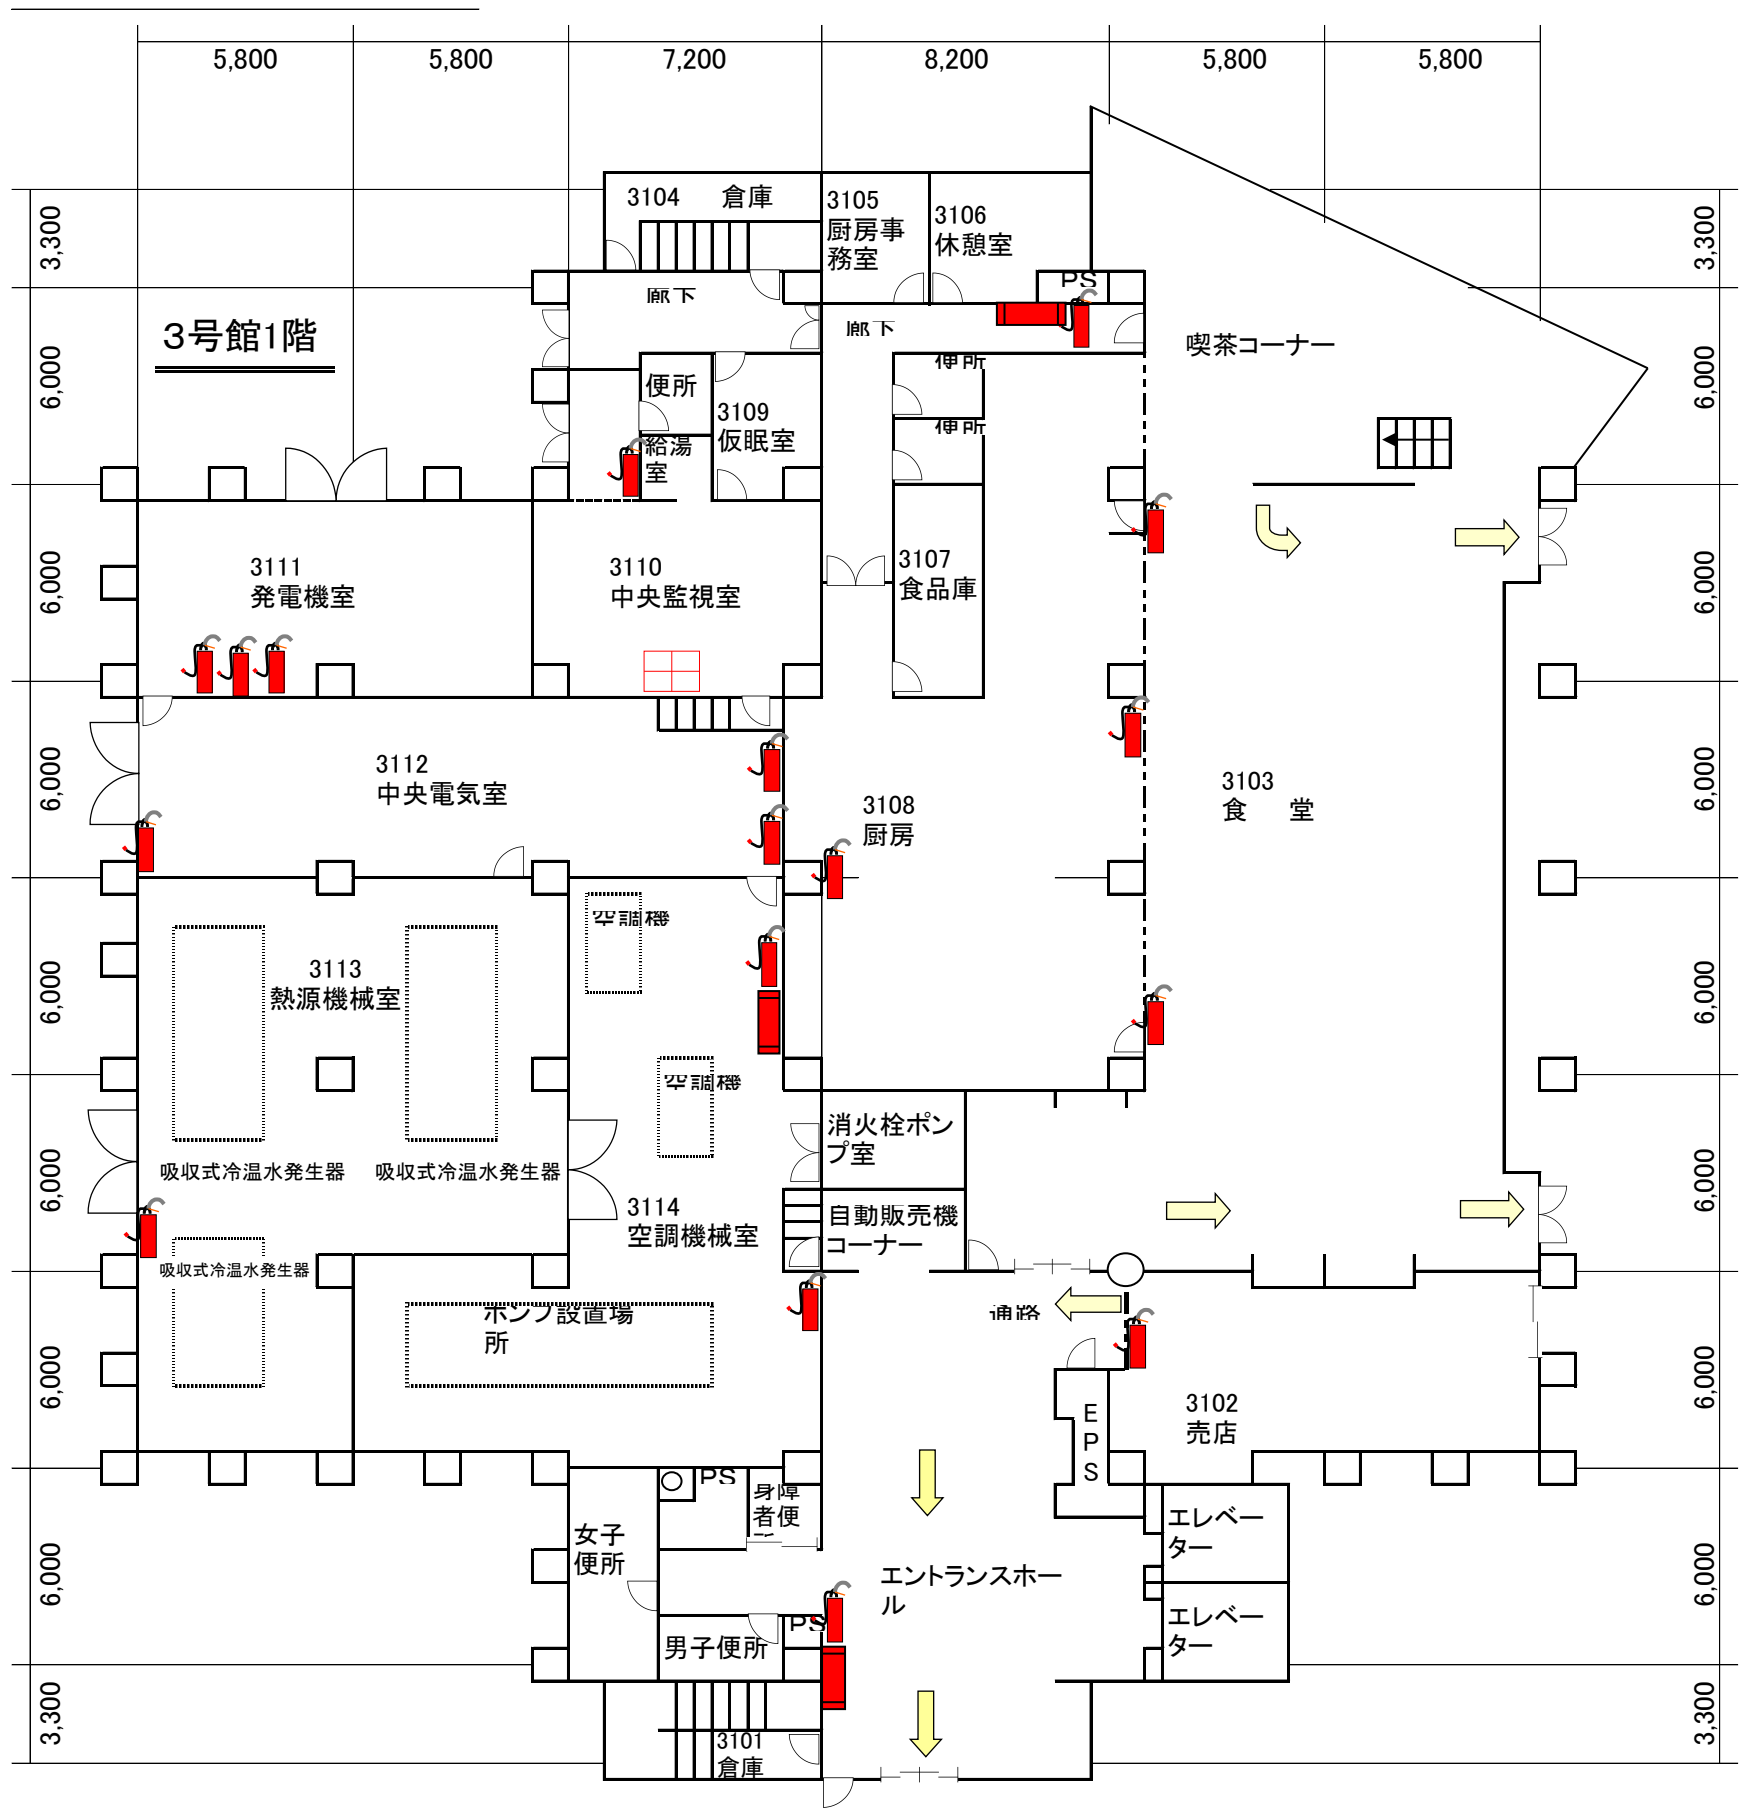 5,800
5,800
7,200
8,200
5,800
5,800
3104 倉庫
3105
厨房事
務室
3106
休憩室
3,300
3,300
PS
廊下
廊下
3号館1階
喫茶コーナー
6,000
6,000
便所
便所
3109
仮眠室
便所
給湯
室
3111
発電機室
3110
中央監視室
3107
食品庫
6,000
6,000
3112
中央電気室
3103
食 堂
3108
厨房
6,000
6,000
空調機
3113
熱源機械室
6,000
6,000
空調機
消火栓ポン
プ室
吸収式冷温水発生器
吸収式冷温水発生器
6,000
6,000
3114
空調機械室
自動販売機
コーナー
吸収式冷温水発生器
ポンプ設置場
所
通路
6,000
6,000
3102
売店
E
P
S
PS
身障
者便
所
エレベー
ター
女子
便所
エントランスホー
ル
6,000
6,000
エレベー
ター
PS
男子便所
3,300
3,300
3101
倉庫